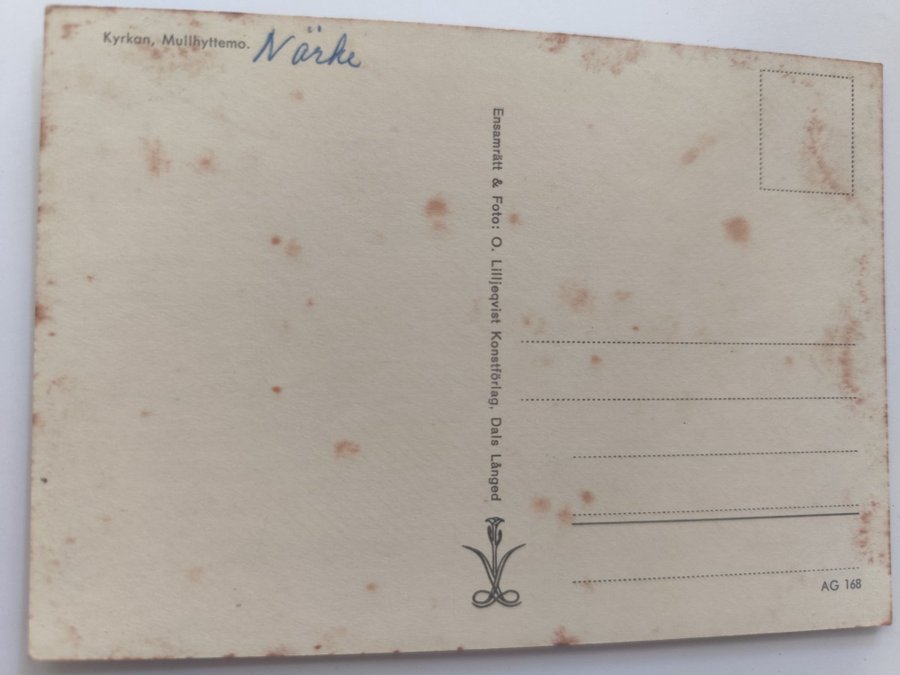 Kyrkan, Mullhyttemo. Närke
Ensamrätt & Foto: O. Lilljeqvist Konstförlag, Dals Långed
AG 168